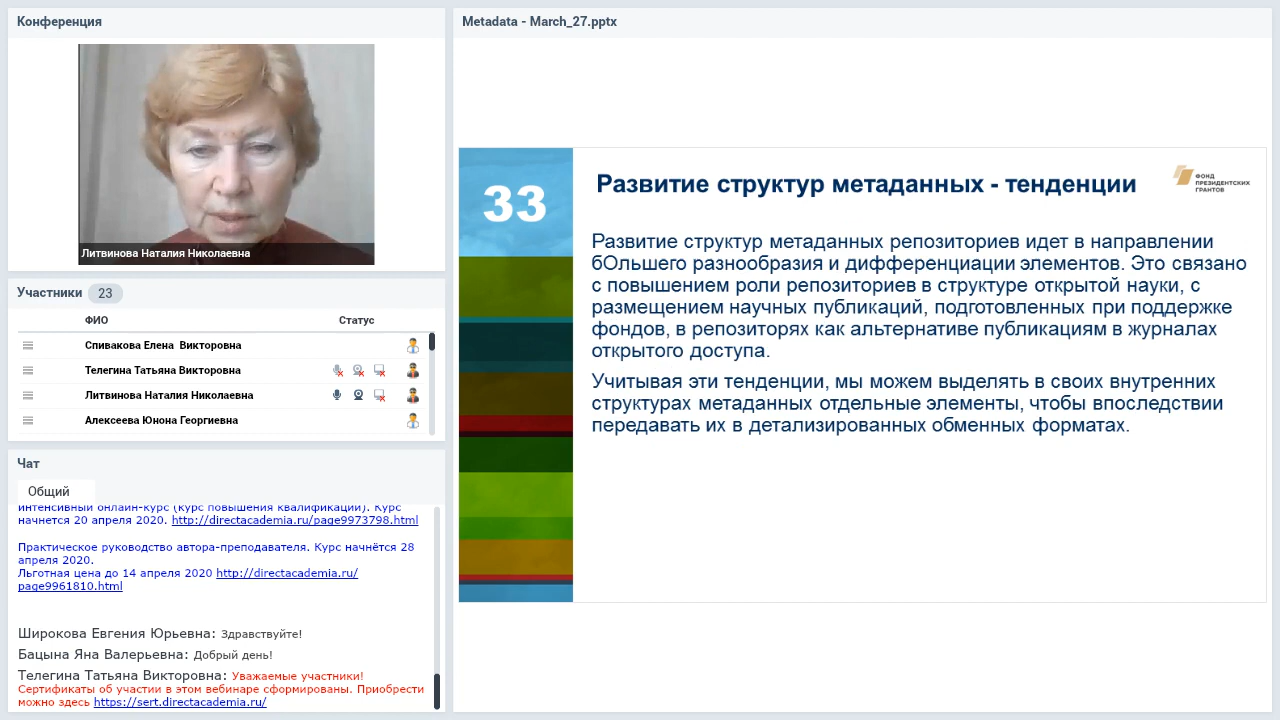 Конференция
Литвинова Наталия Николаевна
Участники 23
ФИО Статус
Спивакова Елена Викторовна
Телегина Татьяна Викторовна
Литвинова Наталия Николаевна
Алексеева Юнона Георгиевна
Чат
Общий
интенсивный онлайн-курс (курс повышения квалификации). Курс
начнется 20 апреля 2020. http://directacademia.ru/page9973798.html
Практическое руководство автора-преподавателя. Курс начнётся 28
апреля 2020.
Льготная цена до 14 апреля 2020 http://directacademia.ru/
page9961810.html
Широкова Евгения Юрьевна: Здравствуйте!
Бацына Яна Валерьевна: Добрый день!
Телегина Татьяна Викторовна: Уважаемые участники!
Сертификаты об участии в этом вебинаре сформированы. Приобрести
можно здесь https://sert.directacademia.ru/
Metadata - March_27.pptx
33
Развитие структур метаданных - тенденции
ФОНД
ПРЕЗИДЕНТСКИХ
ГРАНТОВ
Развитие структур метаданных репозиториев идет в направлении
бОльшего разнообразия и дифференциации элементов. Это связано
с повышением роли репозиториев в структуре открытой науки, с
размещением научных публикаций, подготовленных при поддержке
фондов, в репозиторях как альтернативе публикациям в журналах
открытого доступа.
Учитывая эти тенденции, мы можем выделять в своих внутренних
структурах метаданных отдельные элементы, чтобы впоследствии
передавать их в детализированных обменных форматах.